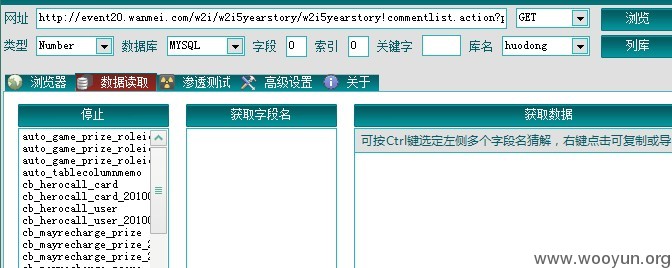 网址 http://event20.wanmei.com/w2i/w2i5yearstory/w2i5yearstory!commentlist.action?p GET 浏览
类型 Number 数据库 MYSQL 字段 0 索引 0 关键字 库名 huodong 列库
浏览器 数据读取 渗透测试 高级设置 关于
停止 获取字段名 获取数据
可按Ctrl键选定左侧多个字段名猜解，右键点击可复制或导
auto_game_prize_roleic
auto_game_prize_roleic
auto_game_prize_roleic
auto_tablecolumnmemo
cb_herocall_card
cb_herocall_card_20100
cb_herocall_user
cb_herocall_user_20100
cb_mayrecharge_prize
cb_mayrecharge_prize_2
www.wooyun.org